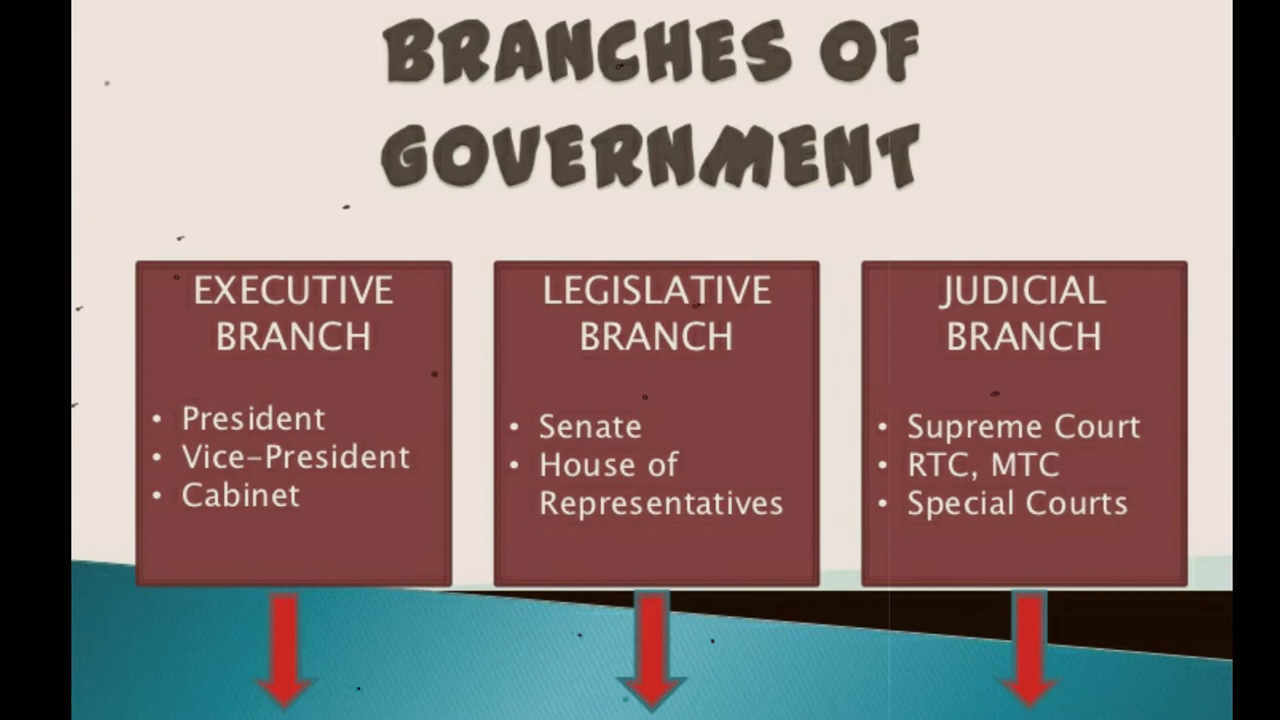 BRANCHES OF
GOVERNMENT
EXECUTIVE
BRANCH
• President
• Vice-President
• Cabinet
LEGISLATIVE
BRANCH
• Senate
• House of
Representatives
JUDICIAL
BRANCH
• Supreme Court
• RTC, MTC
• Special Courts